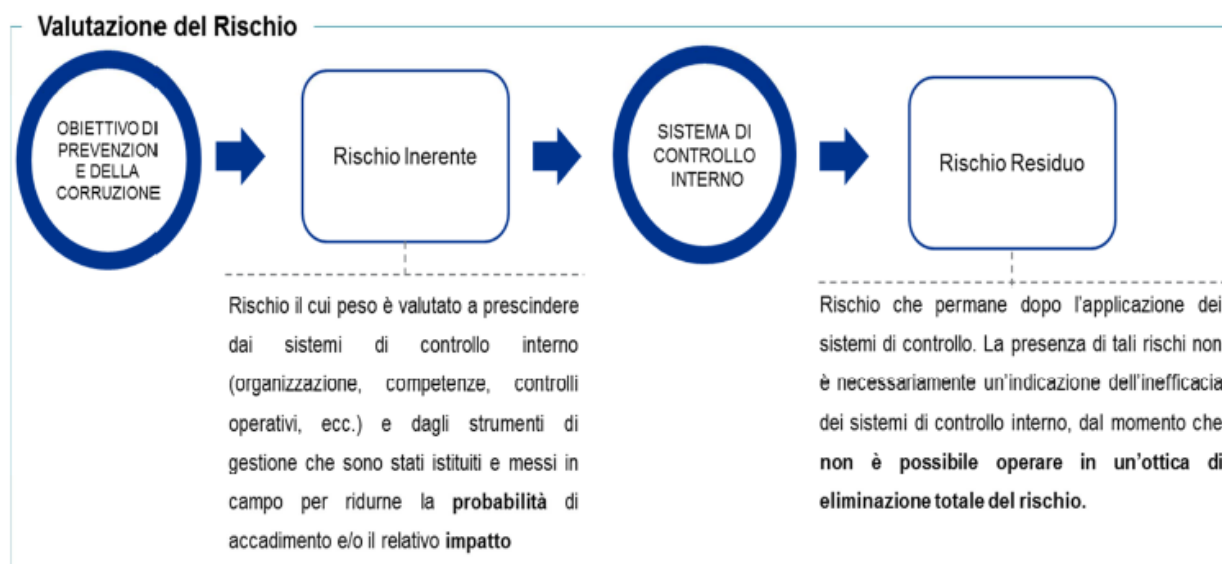 Valutazione del Rischio
OBIETTIVO DI
PREVENZION
E DELLA
CORRUZIONE
Rischio Inerente
SISTEMA DI
CONTROLLO
INTERNO
Rischio Residuo
Rischio il cui peso è valutato a prescindere
dai sistemi di controllo interno
(organizzazione, competenze, controlli
operativi, ecc.) e dagli strumenti di
gestione che sono stati istituiti e messi in
campo per ridurne la probabilità di
accadimento e/o il relativo impatto
Rischio che permane dopo l'applicazione dei
sistemi di controllo. La presenza di tali rischi non
è necessariamente un'indicazione dell'inefficacia
dei sistemi di controllo interno, dal momento che
non è possibile operare in un'ottica di
eliminazione totale del rischio.